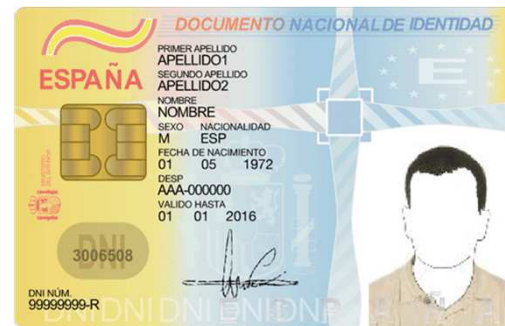 DOCUMENTO NACIONAL DE IDENTIDAD
ESPAÑA
PRIMER APELLIDO
APELLIDO1
SEGUNDO APELLIDO
APELLIDO2
NOMBRE
NOMBRE
SEXO NACIONALIDAD
M ESP
FECHA DE NACIMIENTO
01 05 1972
DESP
AAA-000000
VALIDO HASTA
01 01 2016
E
DNI
3006508
DNI NÚM.
99999999-R
DNIDNIDNIDNIDNI